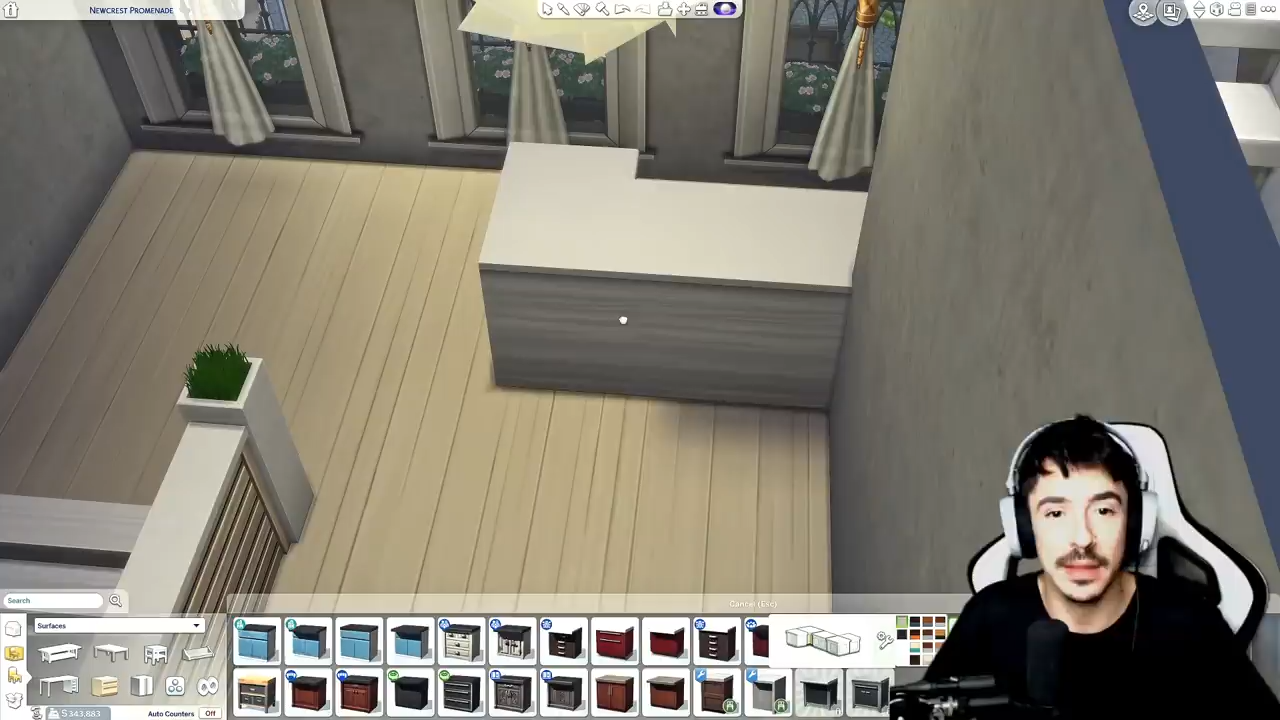 NEWCREST PROMENADE
Cancel (Esc)
Search
Surfaces
§343,883
Auto Counters
Off